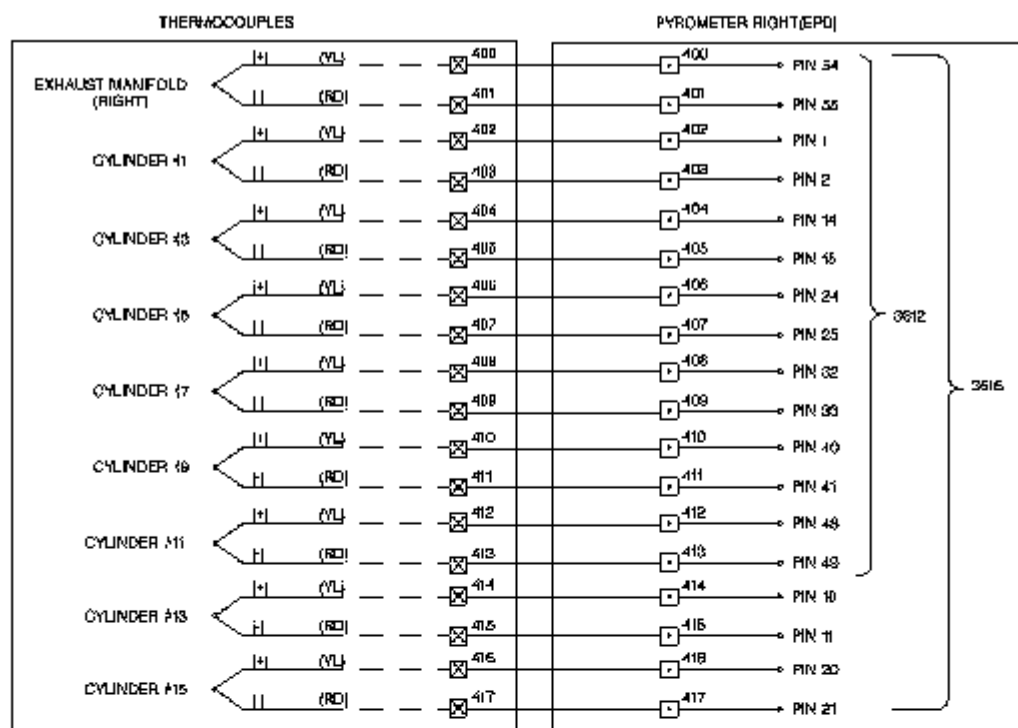 THERMOCOUPLES PYROMETER RIGHT(EPD)
[+] (YL) 400 400 PIN 54
EXHAUST MANIFOLD
(RIGHT)
(RD) 401 401 PIN 55
[+] (YL) 402 402 PIN 1
CYLINDER #1
(RD) 403 403 PIN 2
[+] (YL) 404 404 PIN 14
CYLINDER #3
(RD) 405 405 PIN 15
[+] (YL) 406 406 PIN 24
CYLINDER #5
(RD) 407 407 PIN 25
3612
[+] (YL) 408 408 PIN 32
CYLINDER #7
(RD) 409 409 PIN 33
[+] (YL) 410 410 PIN 40
CYLINDER #9
[-] (RD) 411 411 PIN 41
[+] (YL) 412 412 PIN 48
CYLINDER #11
[-] (RD) 413 413 PIN 49
[+] (YL) 414 414 PIN 10
CYLINDER #13
[-] (RD) 415 415 PIN 11
[+] (YL) 416 416 PIN 20
CYLINDER #15
(RD) 417 417 PIN 21